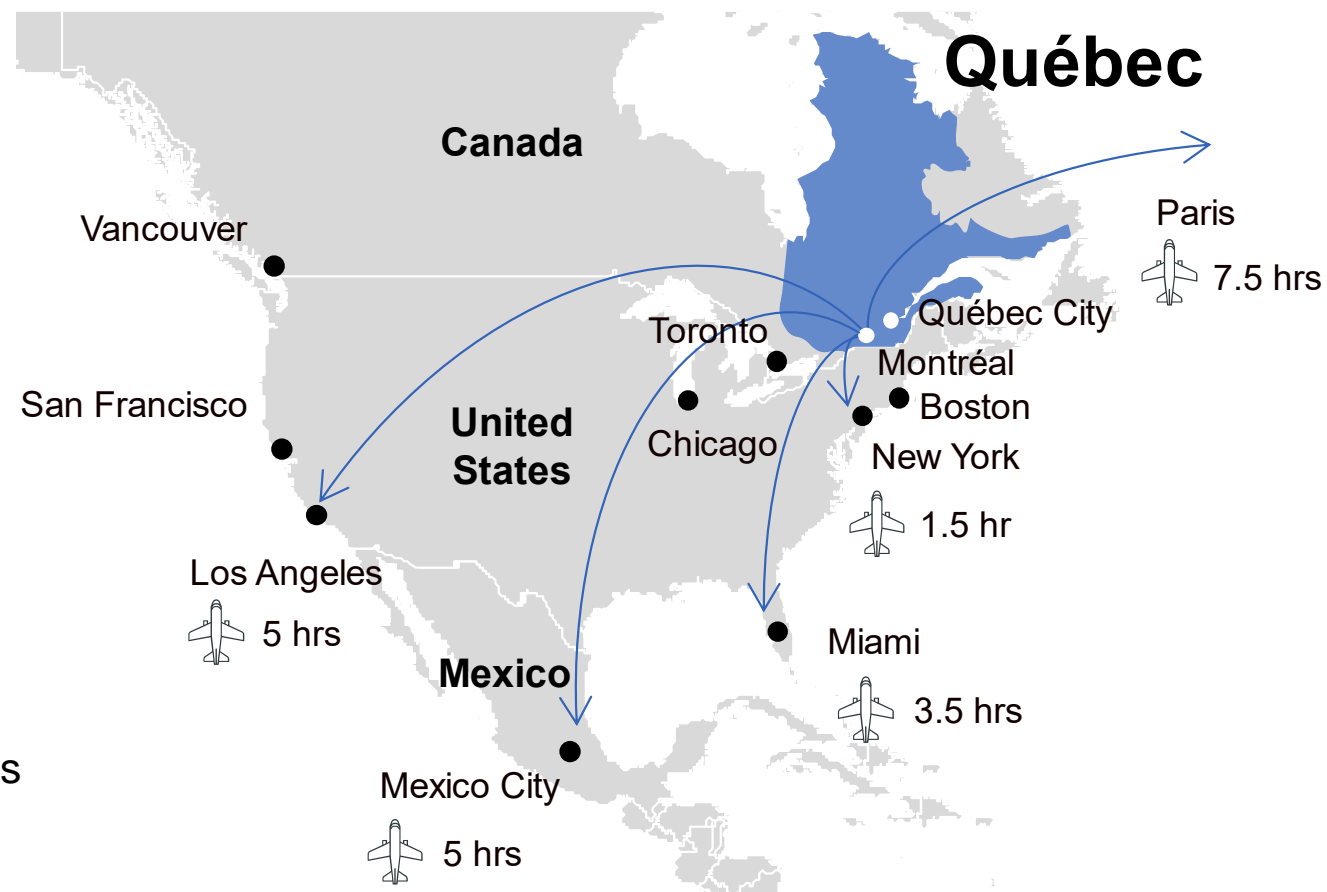 Québec
Canada
Paris
7.5 hrs
Vancouver
Québec City
Toronto
Montréal
San Francisco
Boston
United
States
Chicago
New York
1.5 hr
Los Angeles
5 hrs
Miami
3.5 hrs
Mexico
s
Mexico City
5 hrs